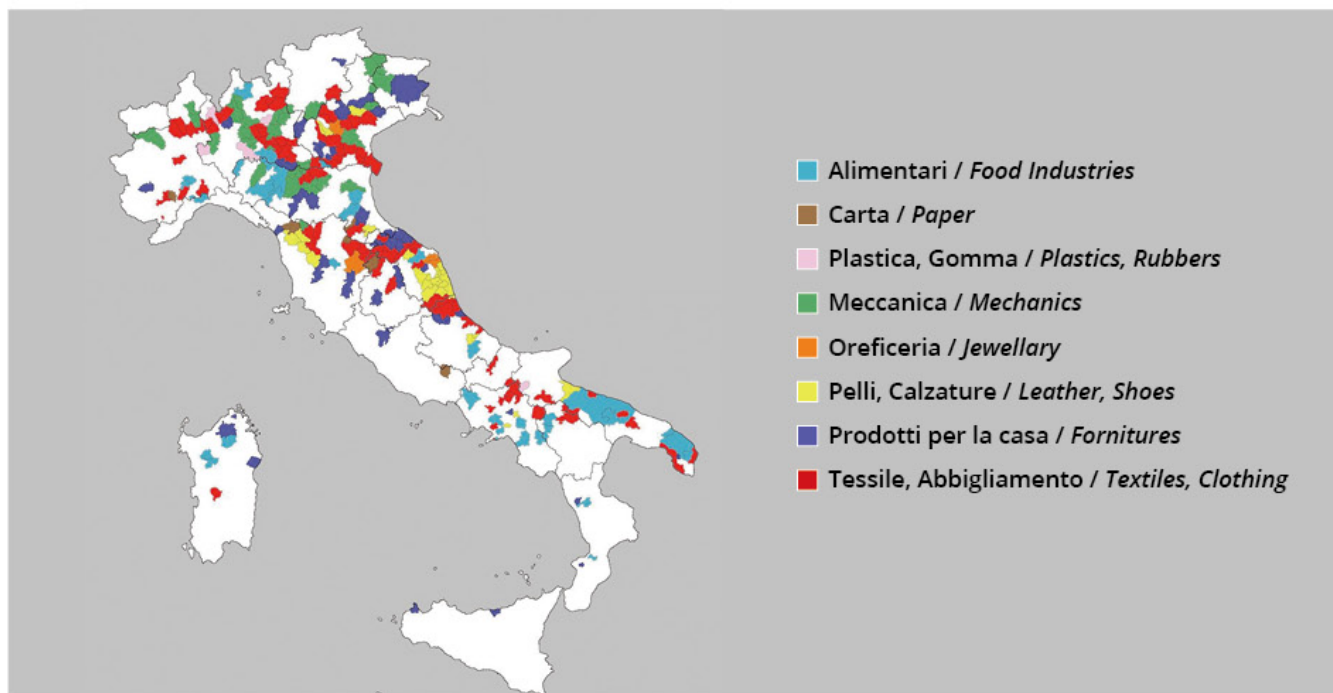 Alimentari / Food Industries
Carta / Paper
Plastica, Gomma / Plastics, Rubbers
Meccanica / Mechanics
Oreficeria / Jewellary
Pelli, Calzature / Leather, Shoes
Prodotti per la casa / Fornitures
Tessile, Abbigliamento / Textiles, Clothing